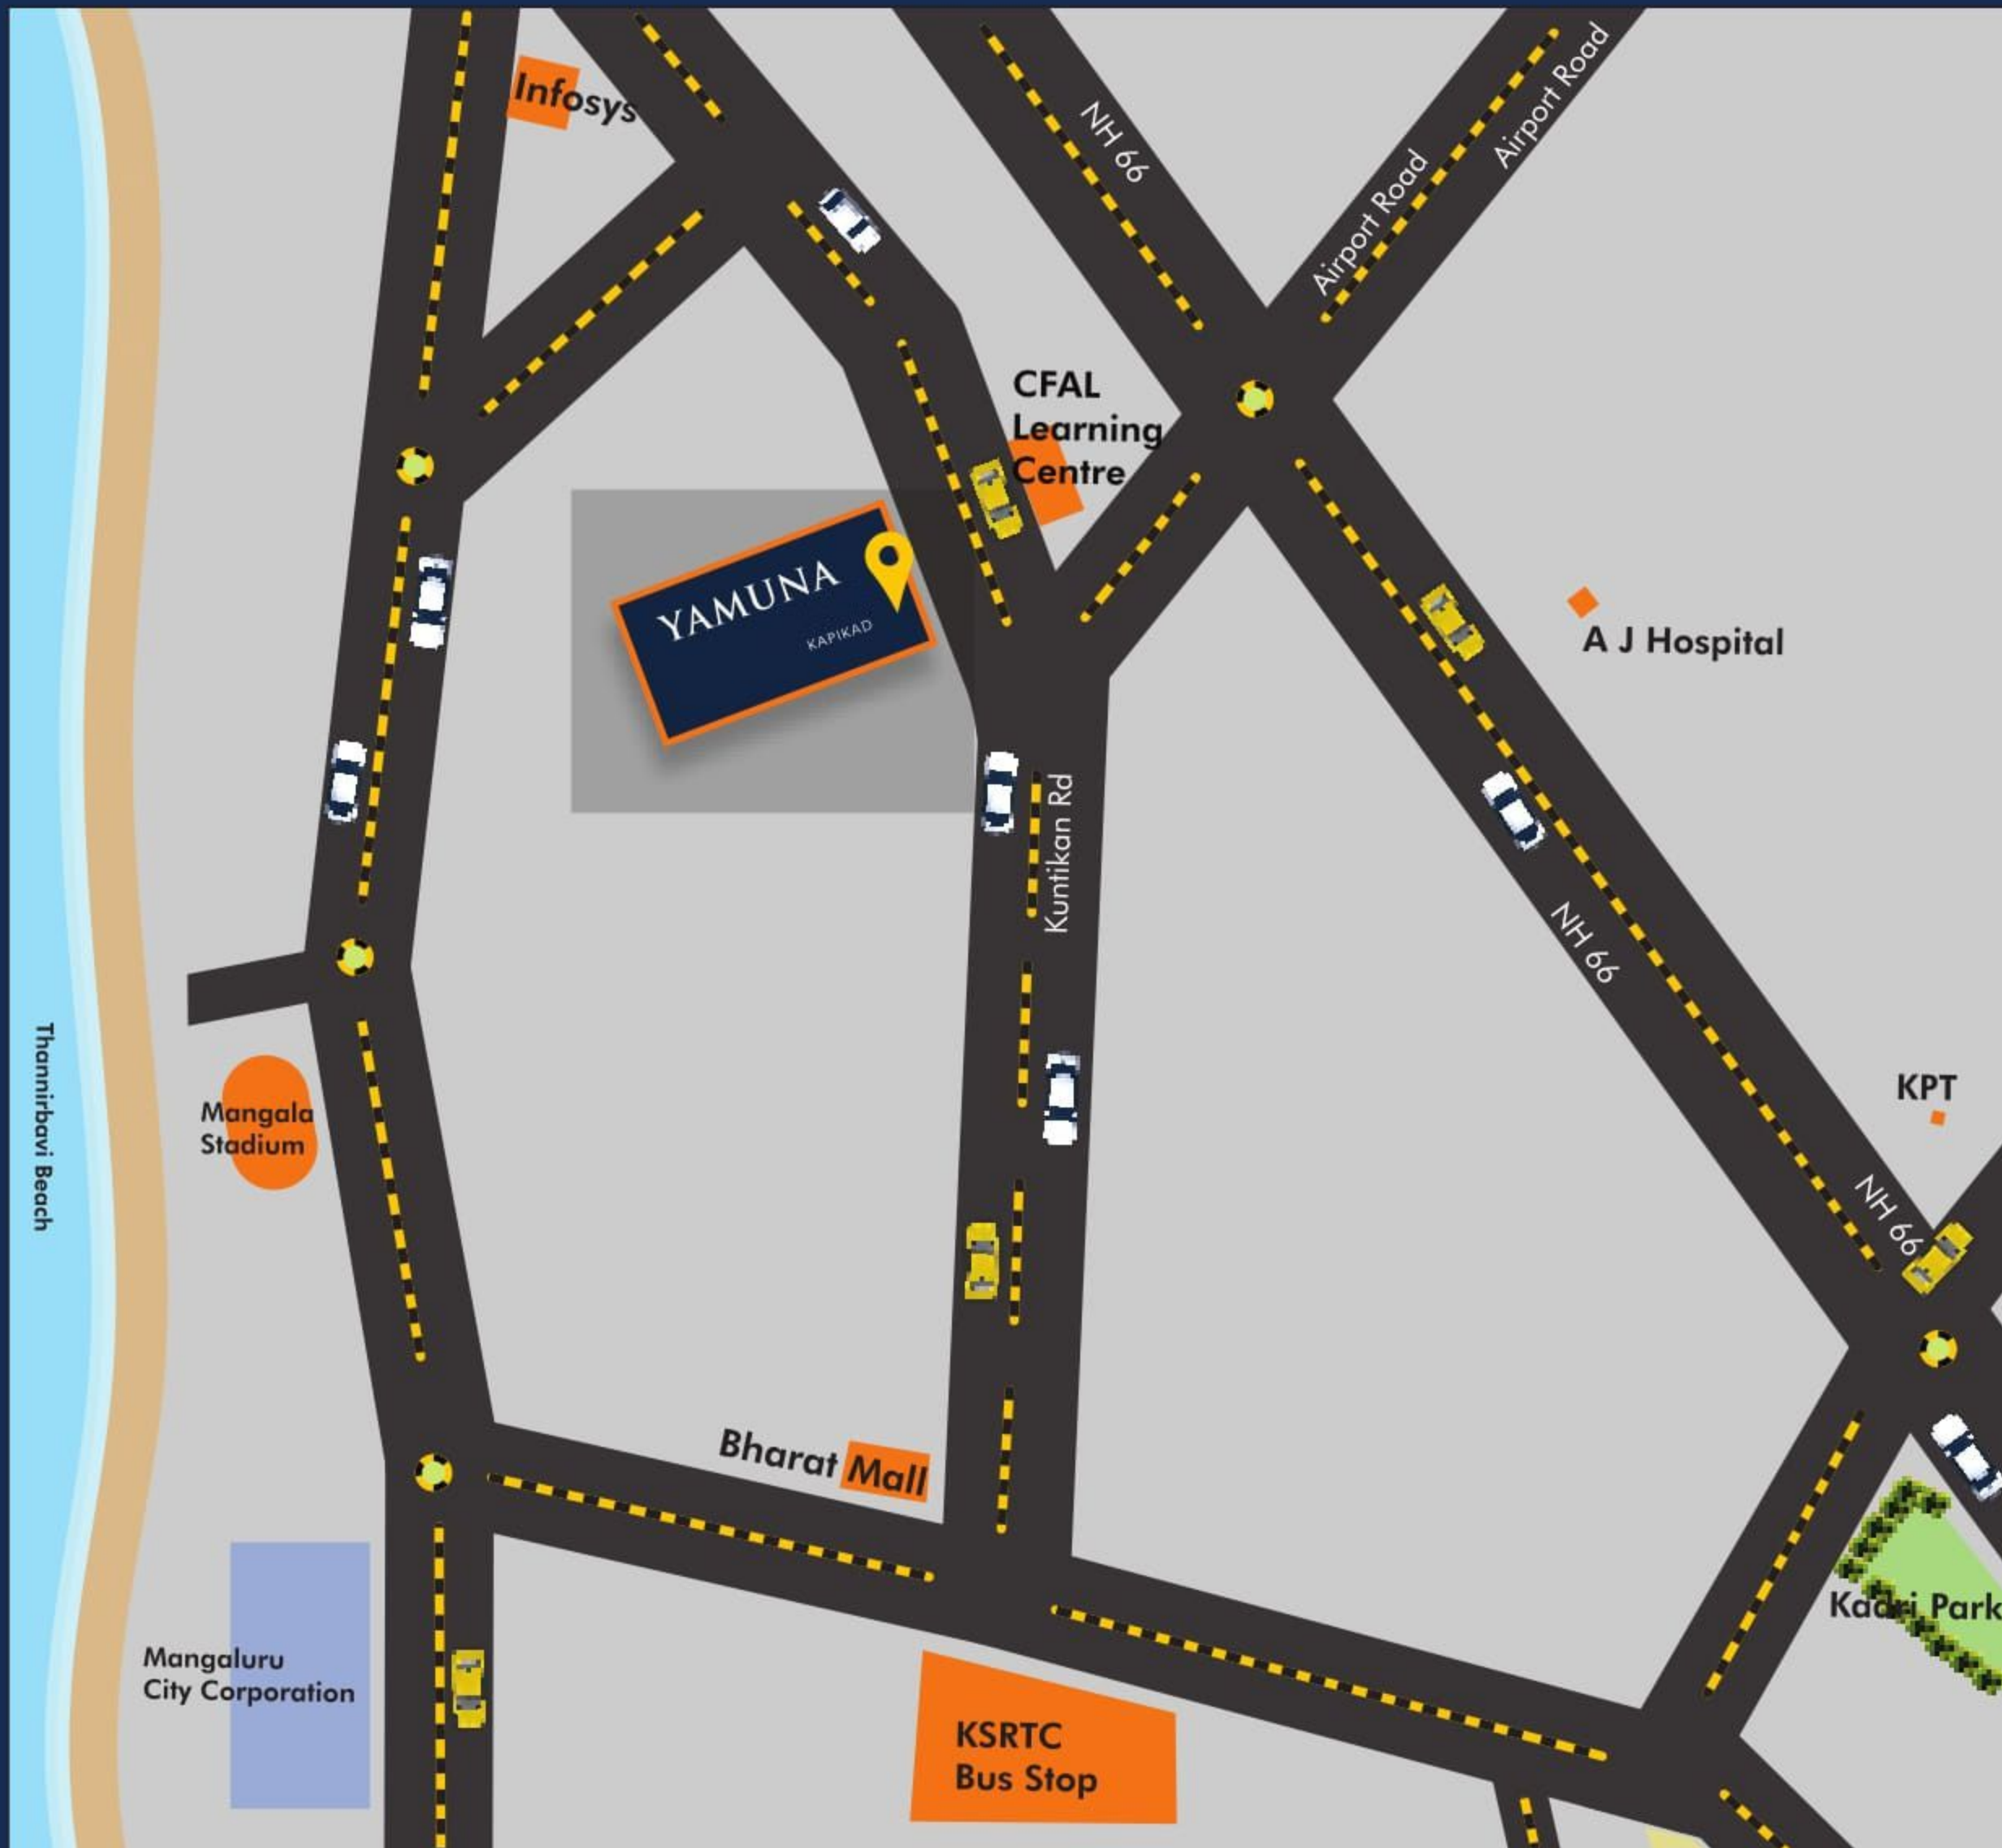 Infosys
NH 66
Airport Road
Airport Road
CFAL
Learning
Centre
YAMUNA
KAPIKAD
A J Hospital
Kuntikan Rd
NH 66
Thannirbavi Beach
Mangala
Stadium
KPT
NH 66
Bharat Mall
Kadri Park
Mangaluru
City Corporation
KSRTC
Bus Stop